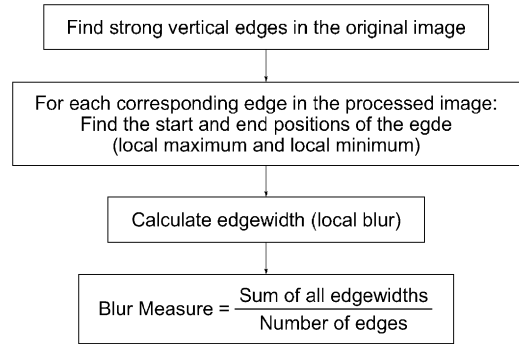 Find strong vertical edges in the original image
For each corresponding edge in the processed image:
Find the start and end positions of the egde
(local maximum and local minimum)
Calculate edgewidth (local blur)
Blur Measure = Sum of all edgewidths
Number of edges